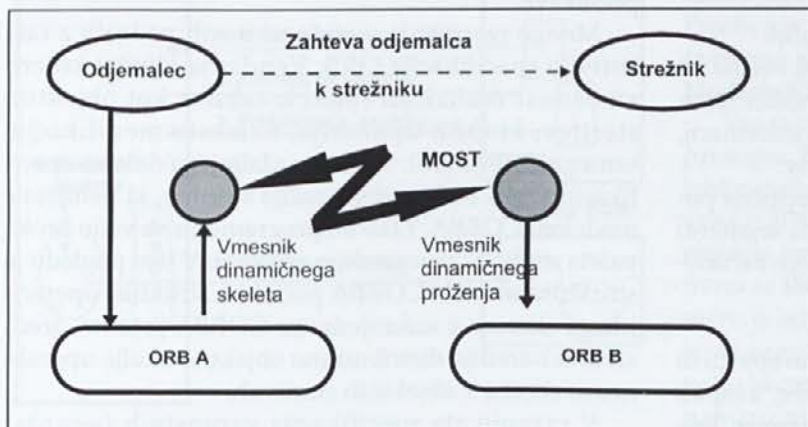 Zahteva odjemalca
Odjemalec
Strežnik
k strežniku
MOST
Vmesnik
dinamičnega
skeleta
Vmesnik
dinamičnega
proženja
ORB A
ORB B